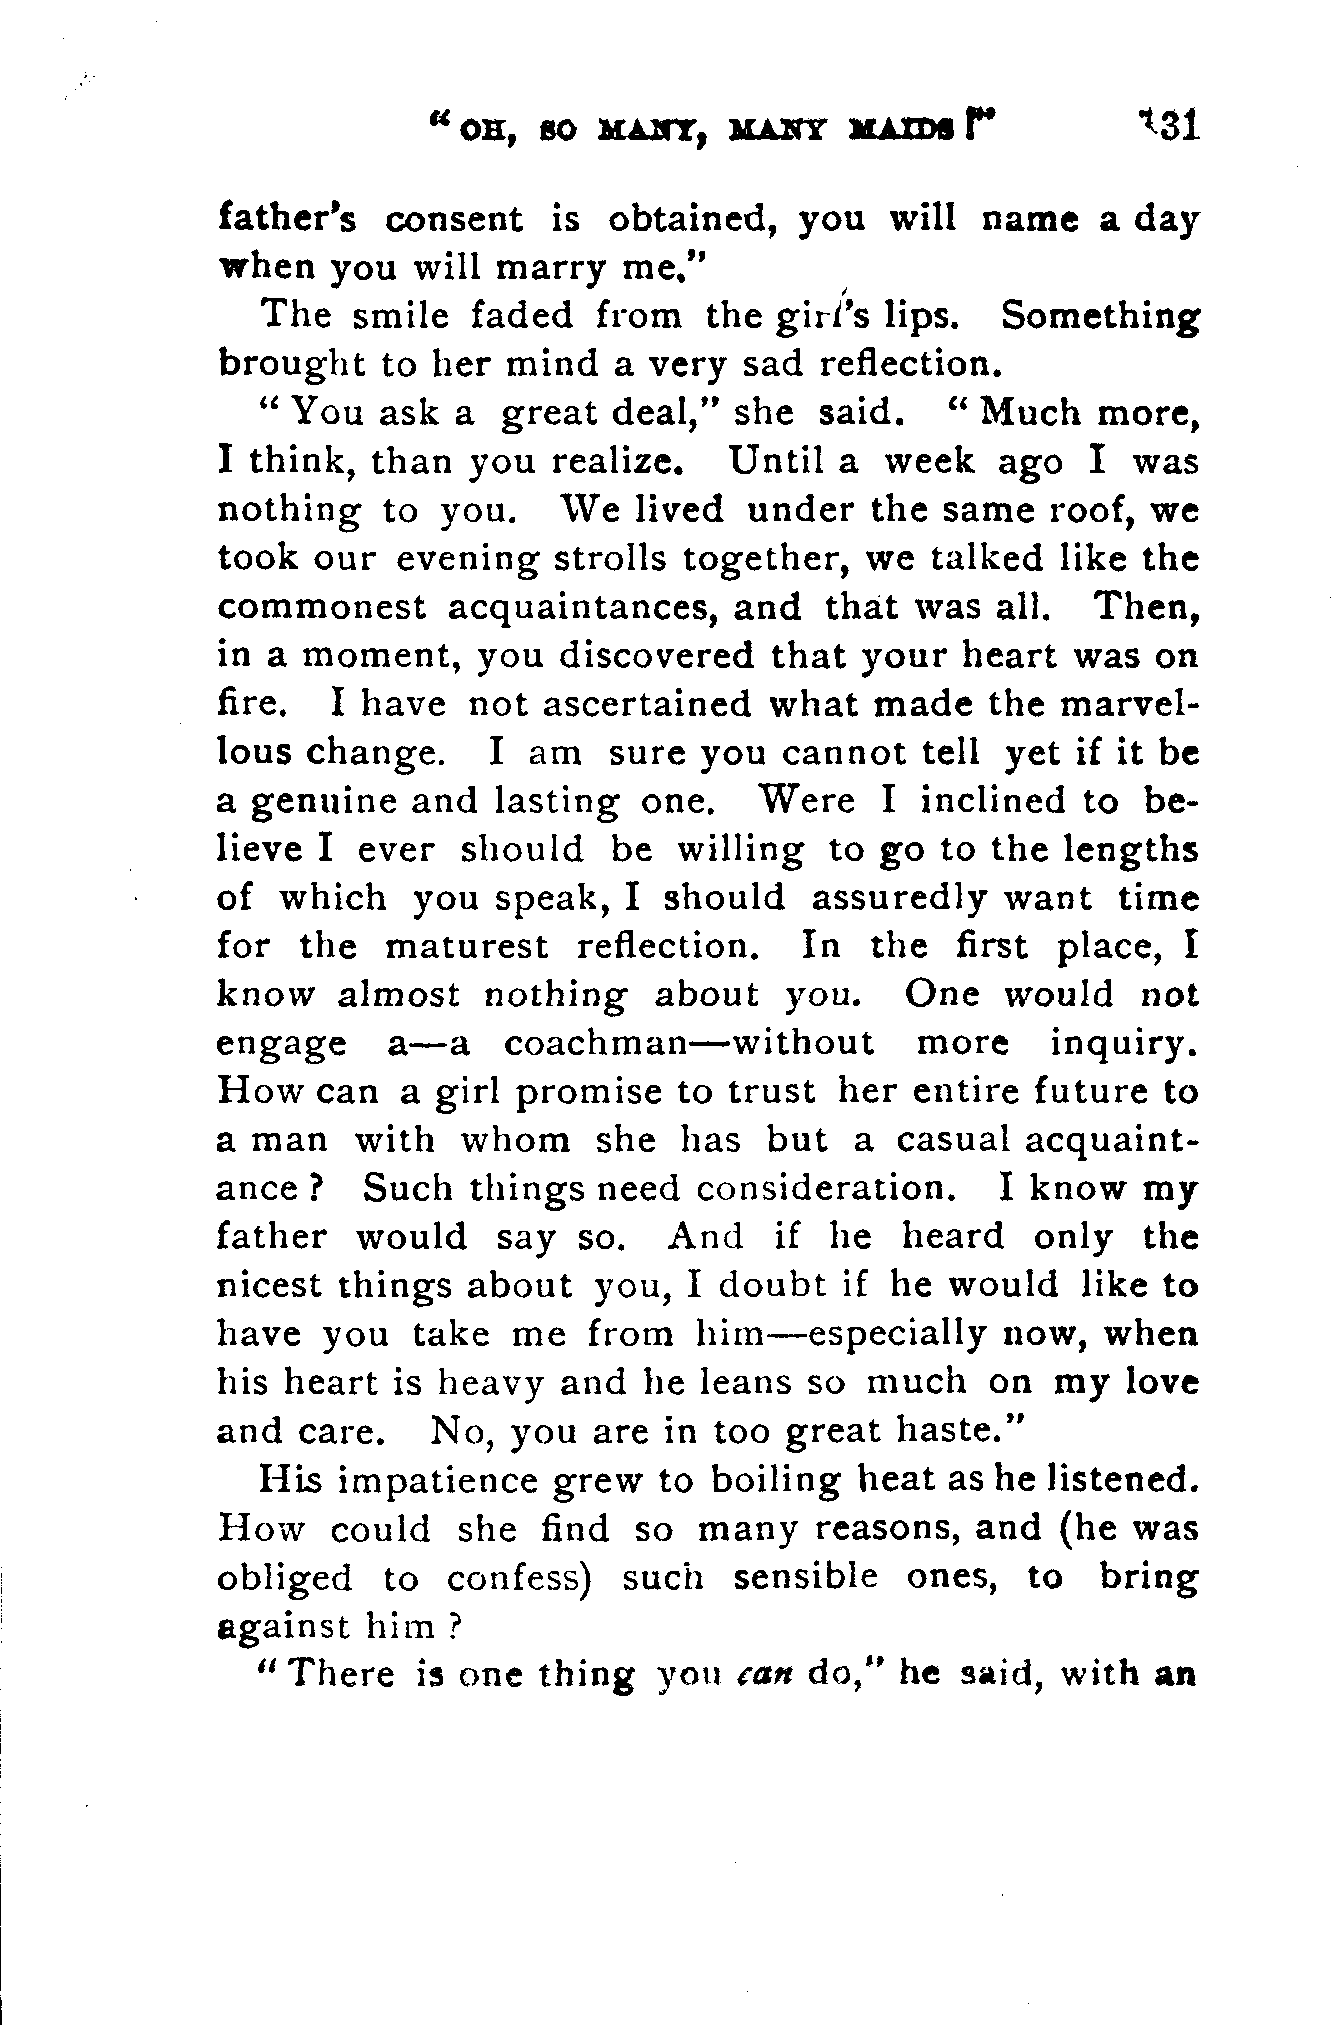 "OH, SO MANY, MANY MAIDS!" 131
father's consent is obtained, you will name a day
when you will marry me."
The smile faded from the girl's lips. Something
brought to her mind a very sad reflection.
"You ask a great deal," she said. "Much more,
I think, than you realize. Until a week ago I was
nothing to you. We lived under the same roof, we
took our evening strolls together, we talked like the
commonest acquaintances, and that was all. Then,
in a moment, you discovered that your heart was on
fire. I have not ascertained what made the marvel-
lous change. I am sure you cannot tell yet if it be
a genuine and lasting one. Were I inclined to be-
lieve I ever should be willing to go to the lengths
of which you speak, I should assuredly want time
for the maturest reflection. In the first place, I
know almost nothing about you. One would not
engage a—a coachman—without more inquiry.
How can a girl promise to trust her entire future to
a man with whom she has but a casual acquaint-
ance? Such things need consideration. I know my
father would say so. And if he heard only the
nicest things about you, I doubt if he would like to
have you take me from him—especially now, when
his heart is heavy and he leans so much on my love
and care. No, you are in too great haste."
His impatience grew to boiling heat as he listened.
How could she find so many reasons, and (he was
obliged to confess) such sensible ones, to bring
against him?
"There is one thing you can do," he said, with an